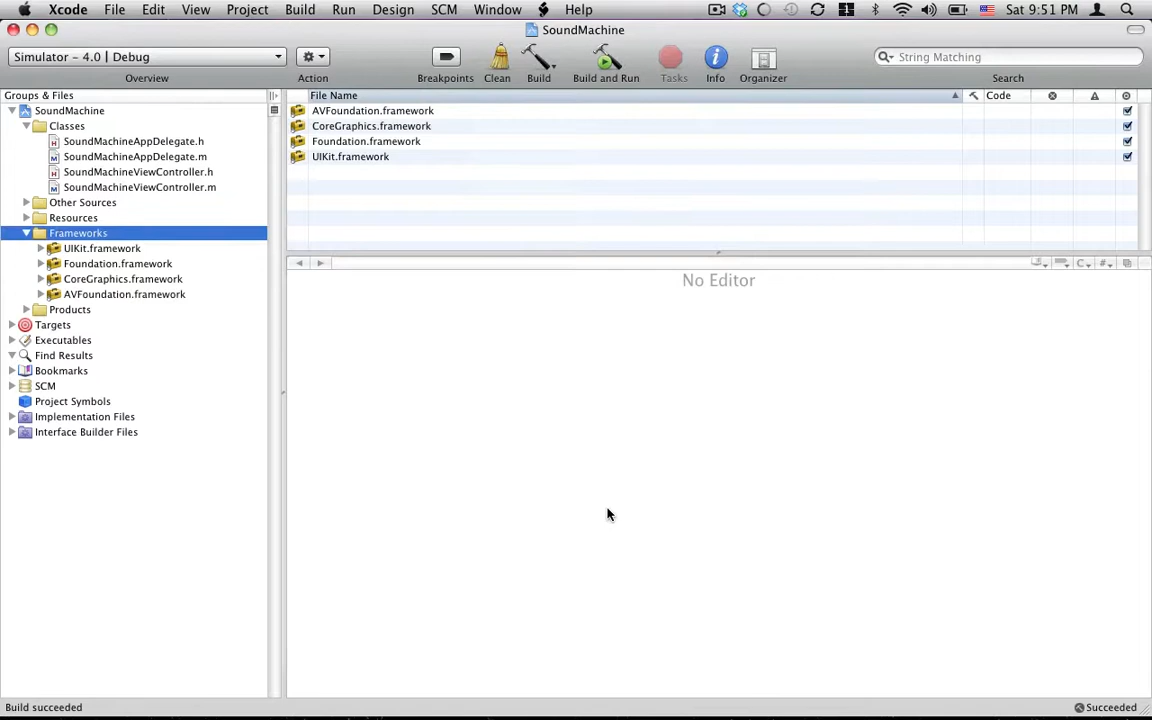 Xcode File Edit View Project Build Run Design SCM Window Help Sat 9:51 PM
SoundMachine
Simulator - 4.0 | Debug
String Matching
Overview Action Breakpoints Clean Build Build and Run Tasks Info Organizer Search
Groups & Files
File Name Code
SoundMachine
Classes
SoundMachineAppDelegate.h
SoundMachineAppDelegate.m
SoundMachineViewController.h
SoundMachineViewController.m
Other Sources
Resources
Frameworks
UIKit.framework
Foundation.framework
CoreGraphics.framework
AVFoundation.framework
Products
Targets
Executables
Find Results
Bookmarks
SCM
Project Symbols
Implementation Files
Interface Builder Files
AVFoundation.framework
CoreGraphics.framework
Foundation.framework
UIKit.framework
No Editor
Build succeeded
Succeeded